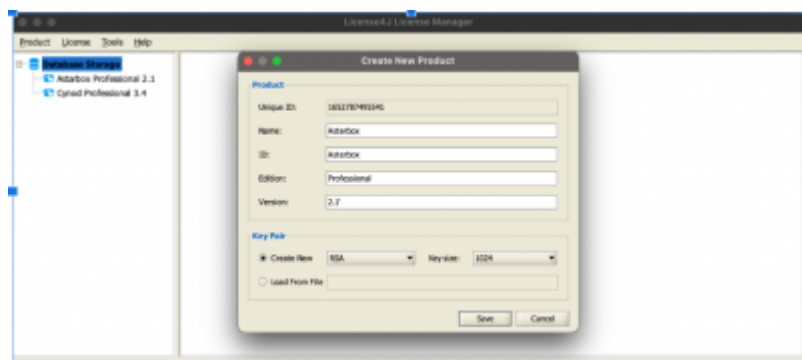 License4J License Manager
Product License Tools Help
Database Storage
Asterbox Professional 2.1
Cynod Professional 3.4
Create New Product
Product
Unique ID:
Name: Asterbox
ID: Asterbox
Edition: Professional
Version: 2.7
Key Pair
Create New RSA Key size: 1024
Load From File
Save Cancel